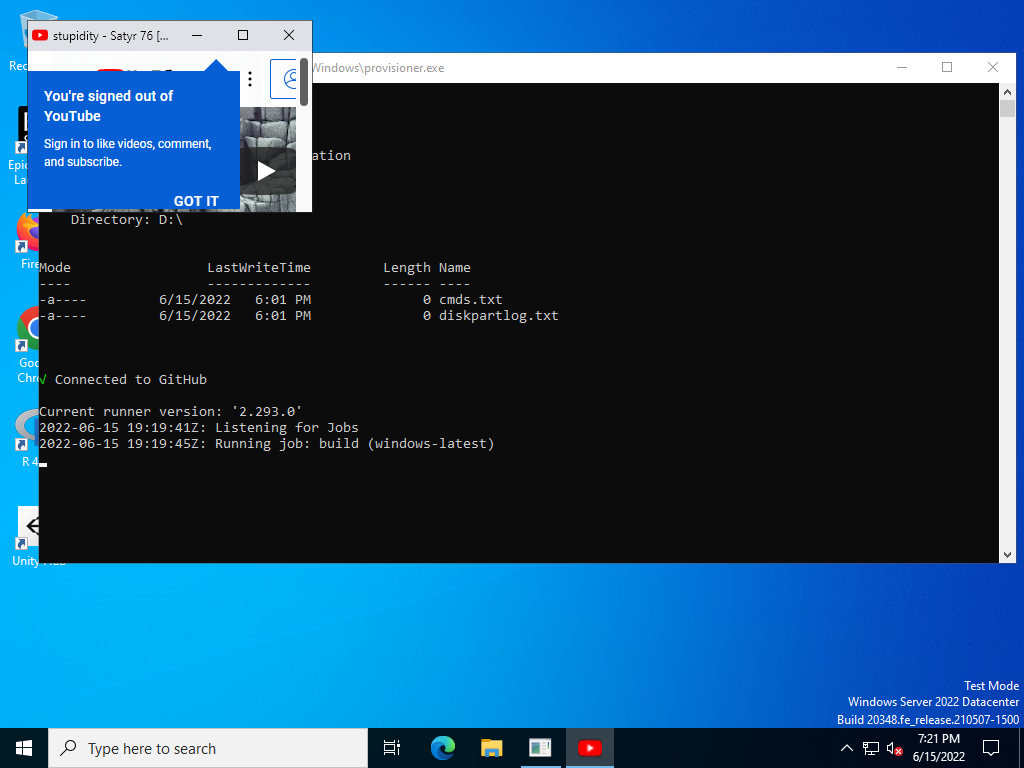 stupidity - Satyr 76 [...
You're signed out of
YouTube
Sign in to like videos, comment,
and subscribe.
GOT IT
Windows\provisioner.exe
ation
Directory: D:\
Mode LastWriteTime Length Name
---- ------------- ------ ----
-a---- 6/15/2022 6:01 PM 0 cmds.txt
-a---- 6/15/2022 6:01 PM 0 diskpartlog.txt
√ Connected to GitHub
Current runner version: '2.293.0'
2022-06-15 19:19:41Z: Listening for Jobs
2022-06-15 19:19:45Z: Running job: build (windows-latest)
Rec
Epic
La
Fire
Goo
Chr
R 4
Unity Hub
Test Mode
Windows Server 2022 Datacenter
Build 20348.fe_release.210507-1500
Type here to search
7:21 PM
6/15/2022